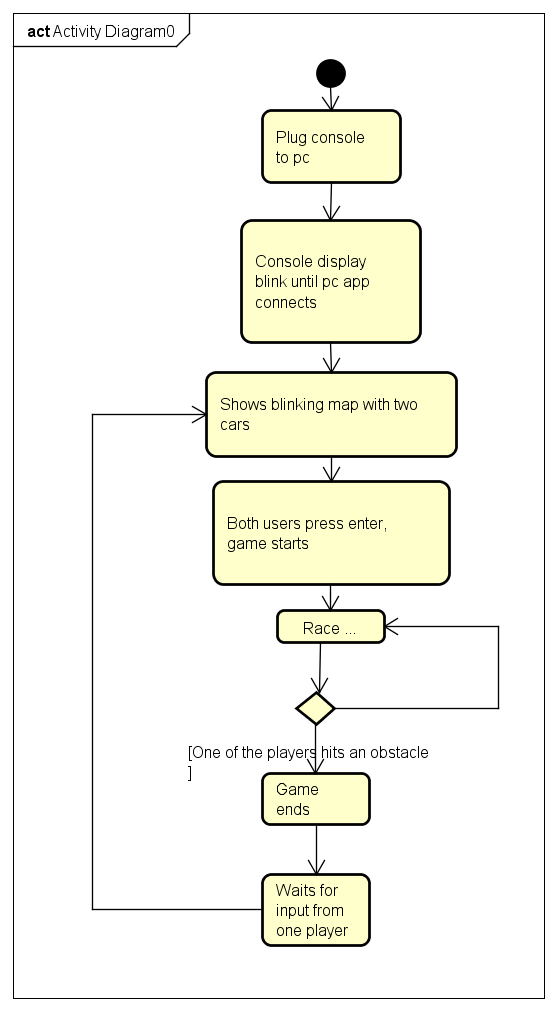 act Activity Diagram0
Plug console
to pc
Console display
blink until pc app
connects
Shows blinking map with two
cars
Both users press enter,
game starts
Race ...
[One of the players hits an obstacle
]
Game
ends
Waits for
input from
one player